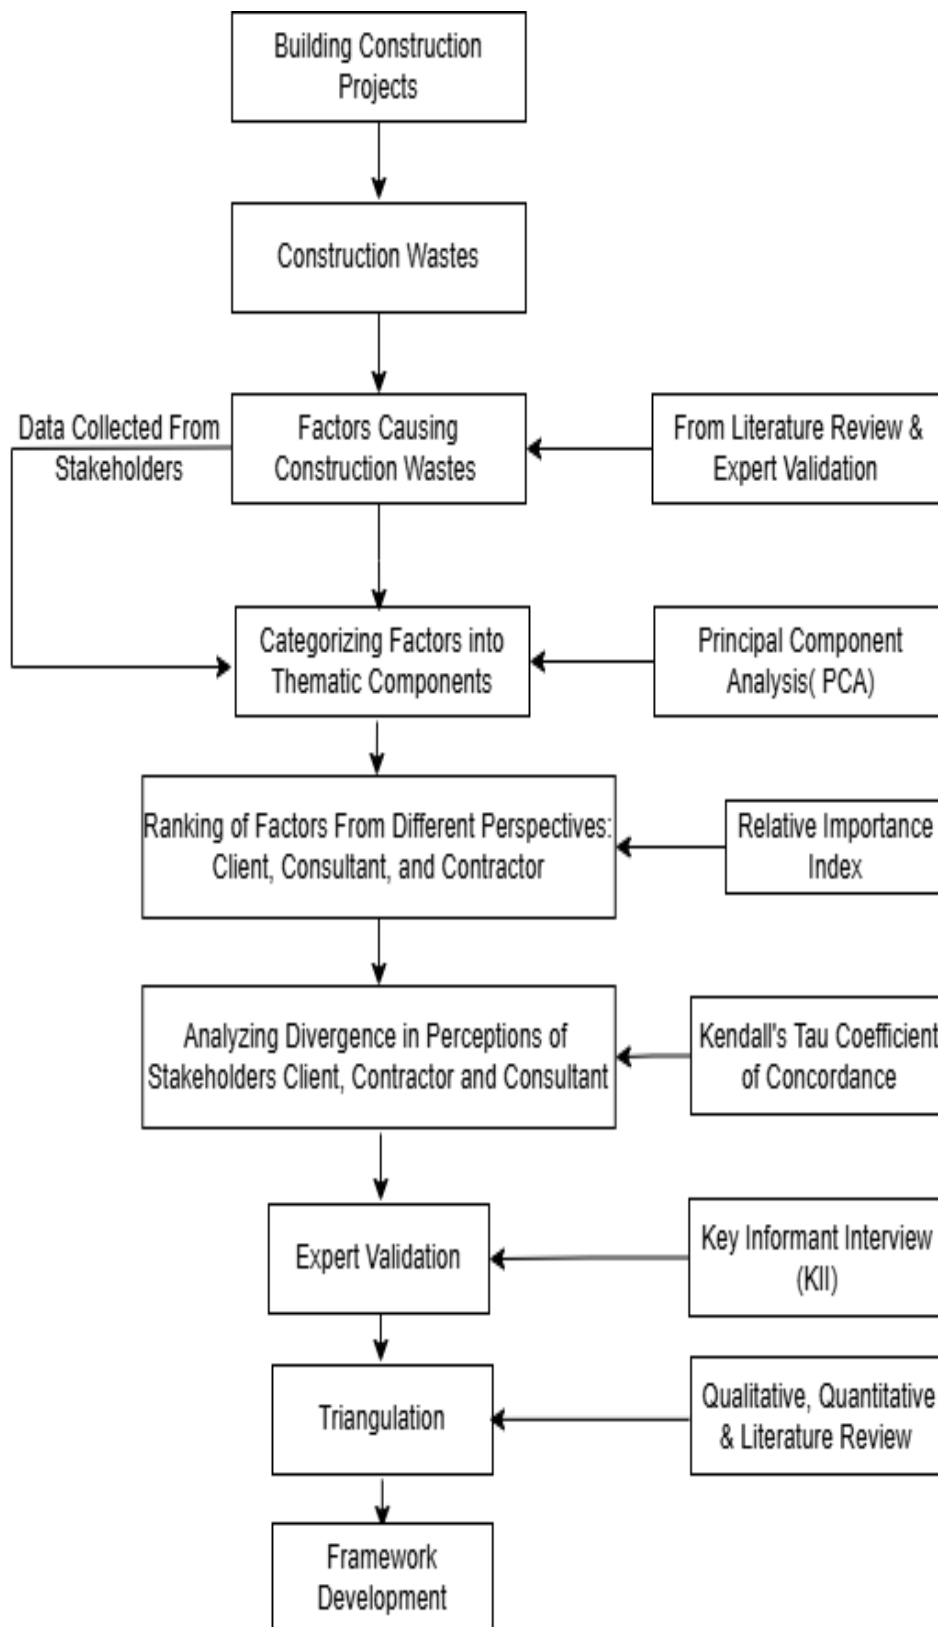 Building Construction
Projects
Construction Wastes
Data Collected From
Stakeholders
Factors Causing
Construction Wastes
From Literature Review &
Expert Validation
Categorizing Factors into
Thematic Components
Principal Component
Analysis( PCA)
Ranking of Factors From Different Perspectives:
Client, Consultant, and Contractor
Relative Importance
Index
Analyzing Divergence in Perceptions of
Stakeholders Client, Contractor and Consultant
Kendall's Tau Coefficient
of Concordance
Expert Validation
Key Informant Interview
(KII)
Triangulation
Qualitative, Quantitative
& Literature Review
Framework
Development